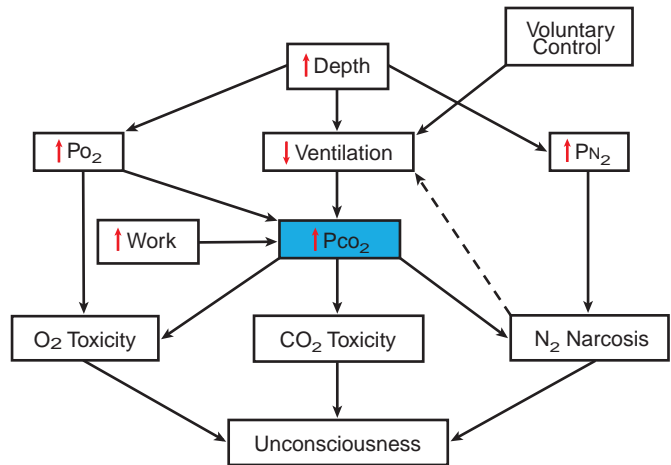 Voluntary
Control
↑ Depth
↑ Po₂
↓ Ventilation
↑ PN₂
↑ Work
↑ Pco₂
O₂ Toxicity
CO₂ Toxicity
N₂ Narcosis
Unconsciousness